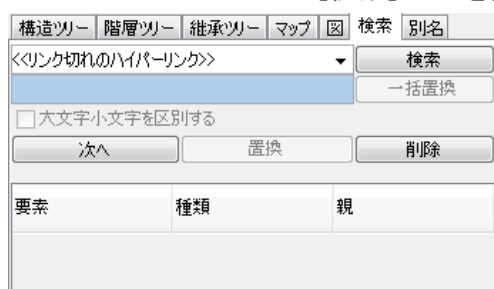 構造ツリー 階層ツリー 継承ツリー マップ 図 検索 別名
<<リンク切れのハイパーリンク>> 検索
一括置換
大文字小文字を区別する
次へ 置換 削除
要素 種類 親